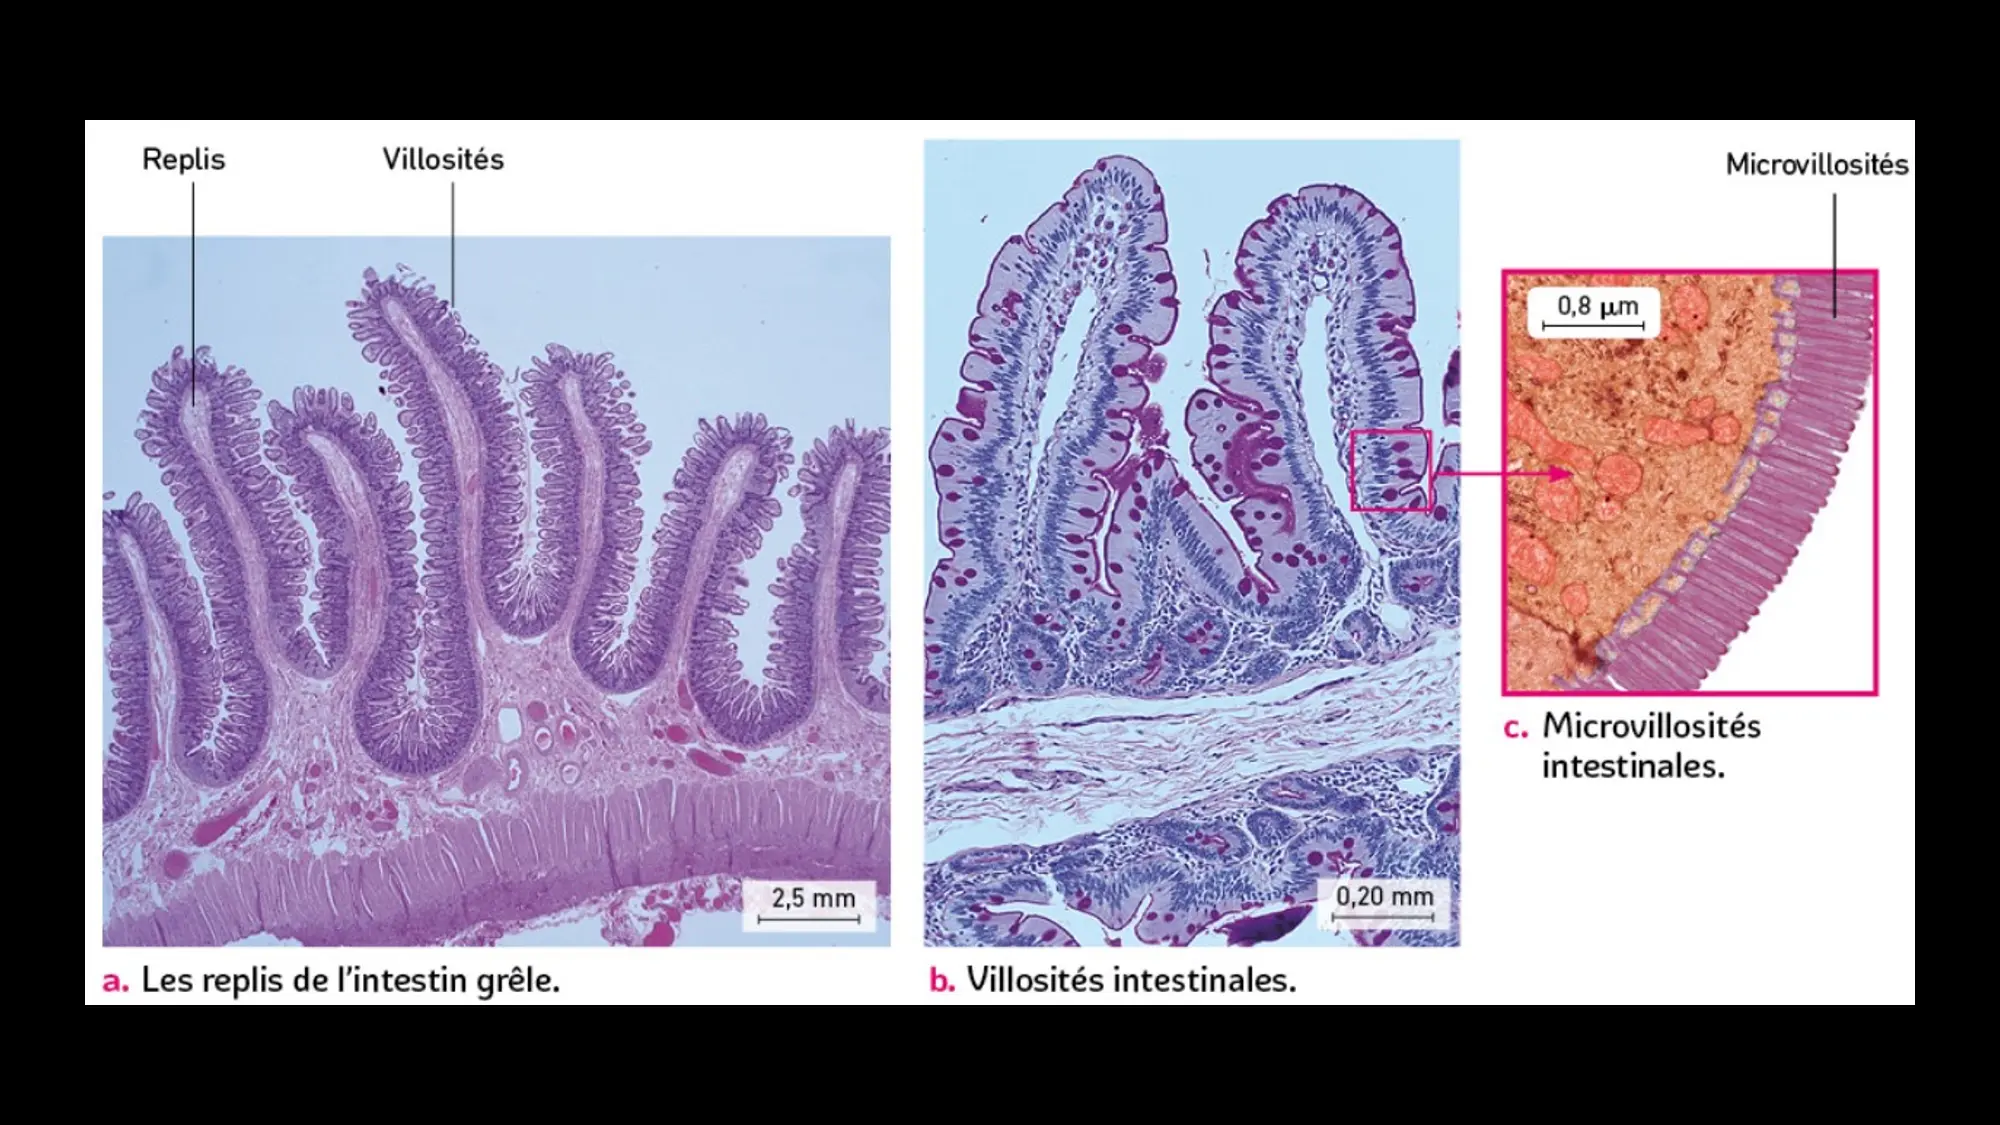 Replis
Villosités
Microvillosités
0,8 µm
2,5 mm
0,20 mm
c. Microvillosités
intestinales.
a. Les replis de l’intestin grêle.
b. Villosités intestinales.